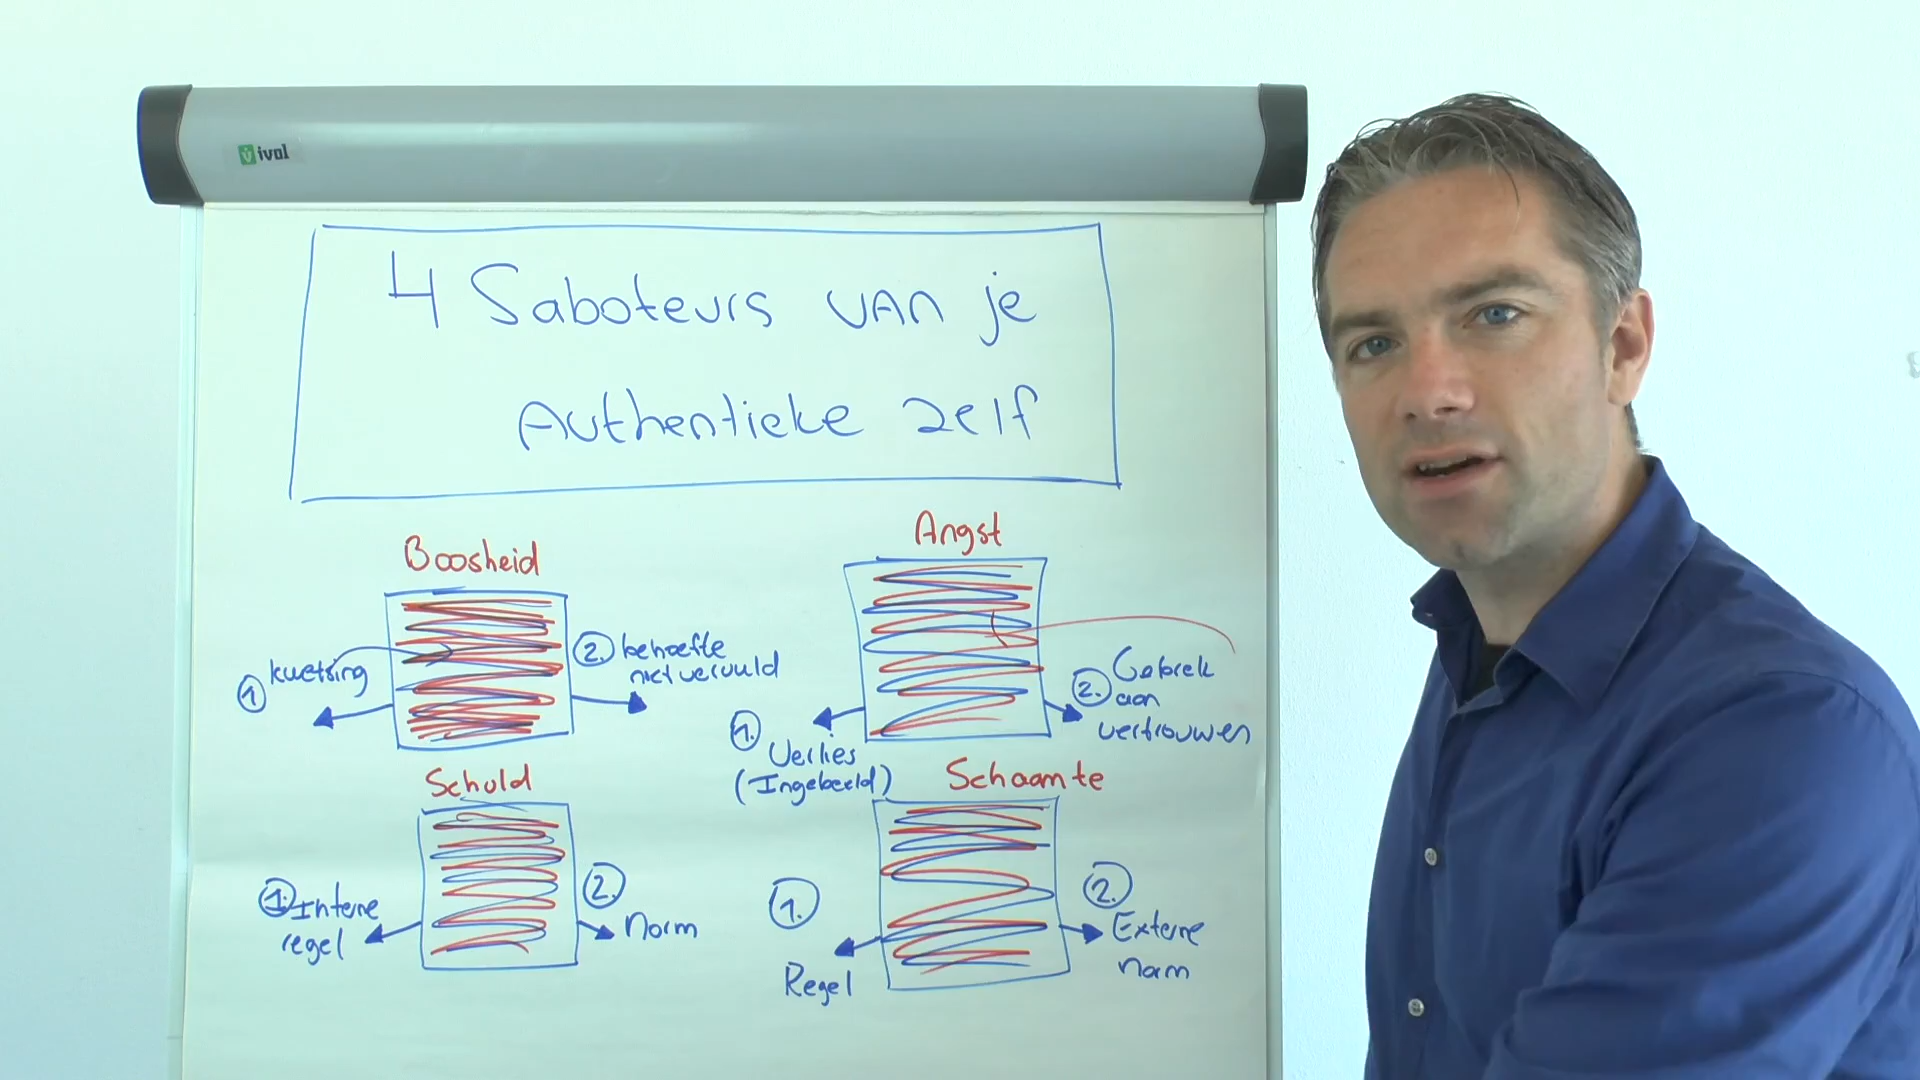 ival
4 Saboteurs van je
Authentieke zelf
Boosheid
1 kwetsing
2. behoefte
niet vervuld
Angst
1. Verlies
(Ingebeeld)
2. Gebrek
aan
vertrouwen
Schuld
1. Interne
regel
2.
Norm
Schaamte
1.
Regel
2.
Externe
norm